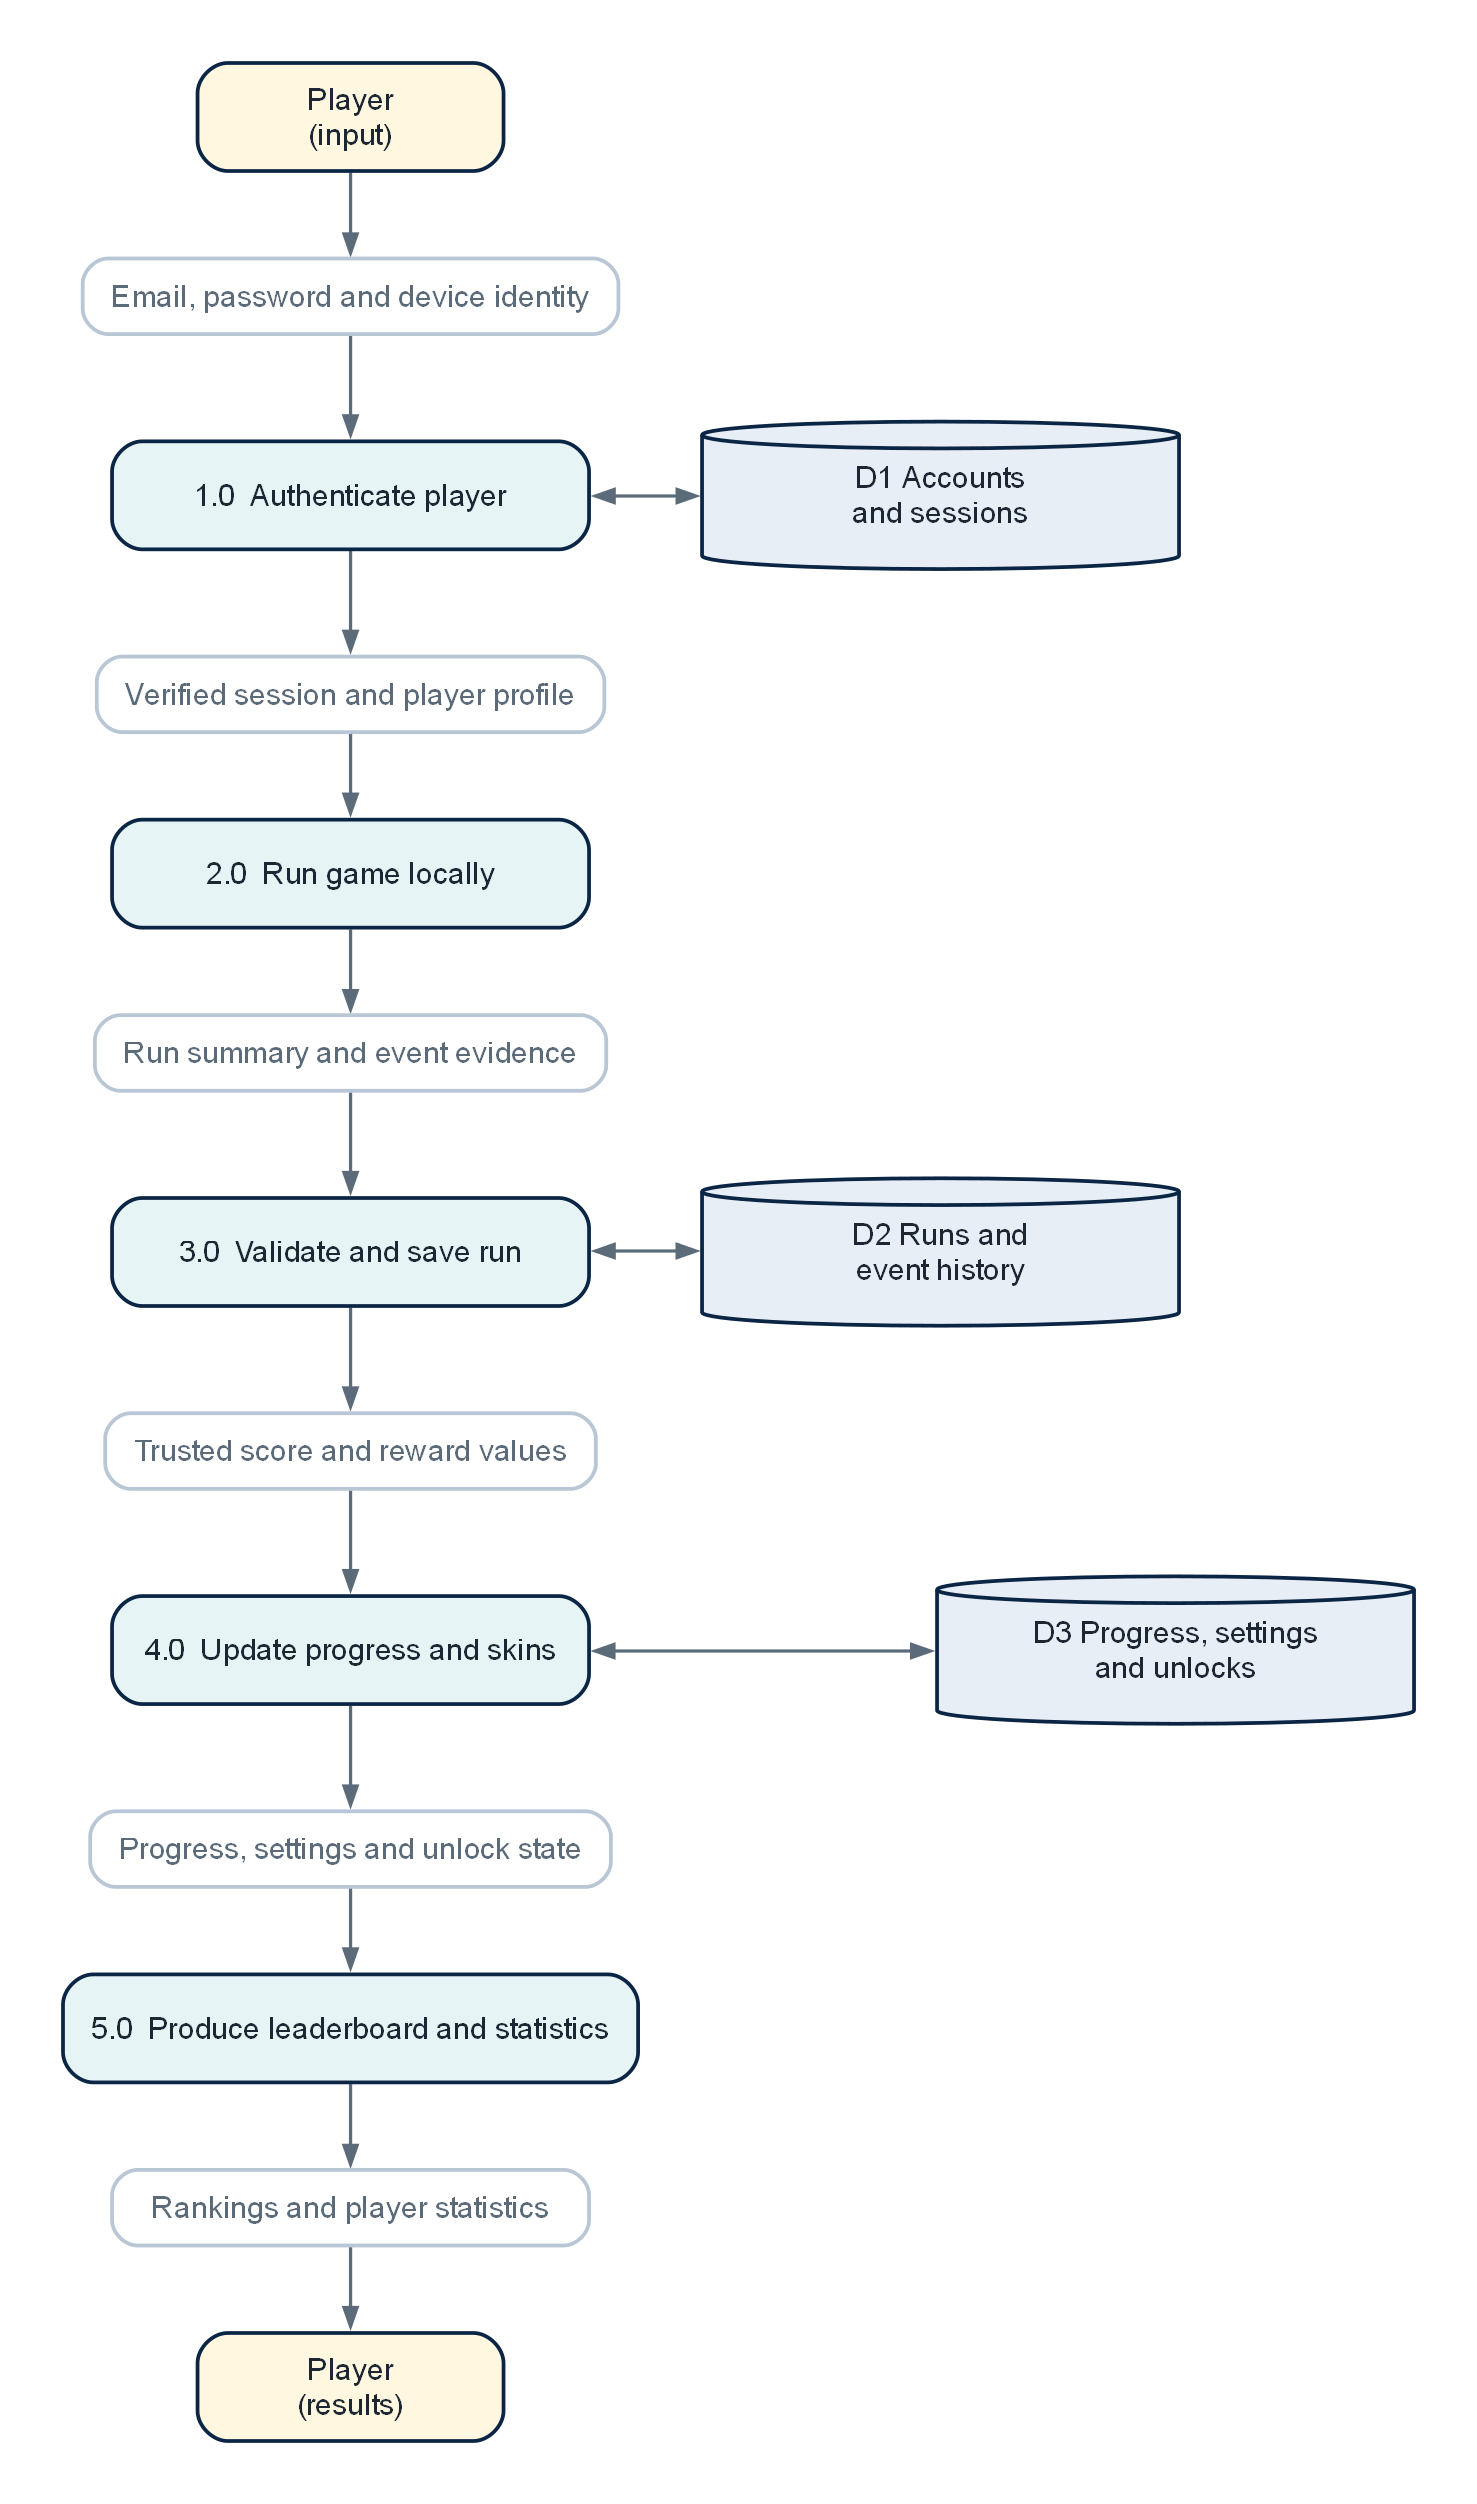 Player
(input)
Email, password and device identity
1.0  Authenticate player
D1 Accounts
and sessions
Verified session and player profile
2.0  Run game locally
Run summary and event evidence
3.0  Validate and save run
D2 Runs and
event history
Trusted score and reward values
4.0  Update progress and skins
D3 Progress, settings
and unlocks
Progress, settings and unlock state
5.0  Produce leaderboard and statistics
Rankings and player statistics
Player
(results)